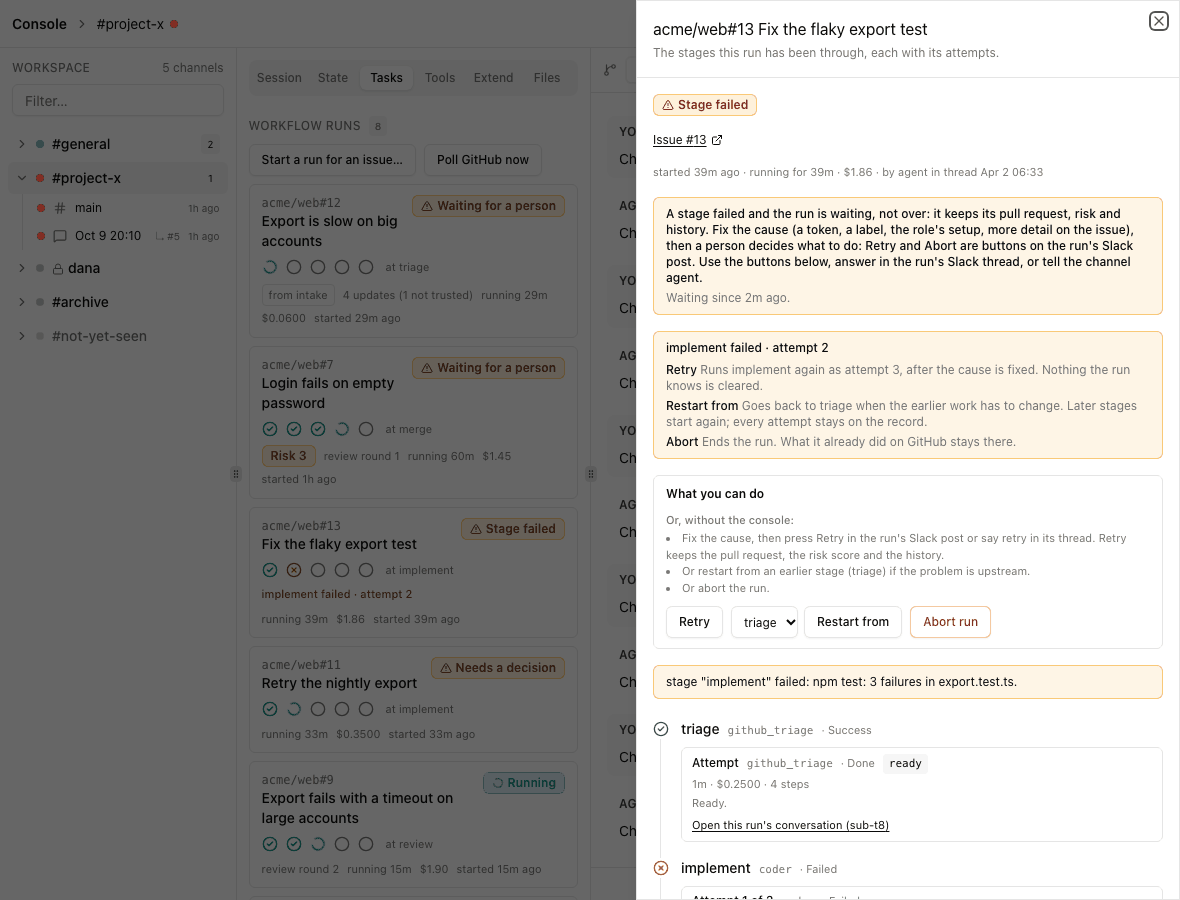 Console
#project-x
WORKSPACE
5 channels
Filter...
#general
2
#project-x
1
main
1h ago
Oct 9 20:10
#5
1h ago
dana
#archive
#not-yet-seen
Session
State
Tasks
Tools
Extend
Files
WORKFLOW RUNS
8
Start a run for an issue...
Poll GitHub now
acme/web#12
Waiting for a person
Export is slow on big
accounts
at triage
from intake
4 updates (1 not trusted)
running 29m
$0.0600
started 29m ago
acme/web#7
Waiting for a person
Login fails on empty
password
at merge
Risk 3
review round 1
running 60m
$1.45
started 1h ago
acme/web#13
Stage failed
Fix the flaky export test
at implement
implement failed · attempt 2
running 39m
$1.86
started 39m ago
acme/web#11
Needs a decision
Retry the nightly export
at implement
running 33m
$0.3500
started 33m ago
acme/web#9
Running
Export fails with a timeout on
large accounts
at review
review round 2
running 15m
$1.90
started 15m ago
YO
Ch
AG
Ch
YO
Ch
AG
Ch
YO
Ch
AG
Ch
YO
Ch
AG
Ch
YO
Ch
AG
Ch
acme/web#13 Fix the flaky export test
The stages this run has been through, each with its attempts.
Stage failed
Issue #13
started 39m ago · running for 39m · $1.86 · by agent in thread Apr 2 06:33
A stage failed and the run is waiting, not over: it keeps its pull request, risk and
history. Fix the cause (a token, a label, the role's setup, more detail on the issue),
then a person decides what to do: Retry and Abort are buttons on the run's Slack
post. Use the buttons below, answer in the run's Slack thread, or tell the channel
agent.
Waiting since 2m ago.
implement failed · attempt 2
Retry Runs implement again as attempt 3, after the cause is fixed. Nothing the run
knows is cleared.
Restart from Goes back to triage when the earlier work has to change. Later stages
start again; every attempt stays on the record.
Abort Ends the run. What it already did on GitHub stays there.
What you can do
Or, without the console:
• Fix the cause, then press Retry in the run's Slack post or say retry in its thread. Retry
keeps the pull request, the risk score and the history.
• Or restart from an earlier stage (triage) if the problem is upstream.
• Or abort the run.
Retry
triage
Restart from
Abort run
stage "implement" failed: npm test: 3 failures in export.test.ts.
triage github_triage · Success
Attempt github_triage · Done ready
1m · $0.2500 · 4 steps
Ready.
Open this run's conversation (sub-t8)
implement coder · Failed